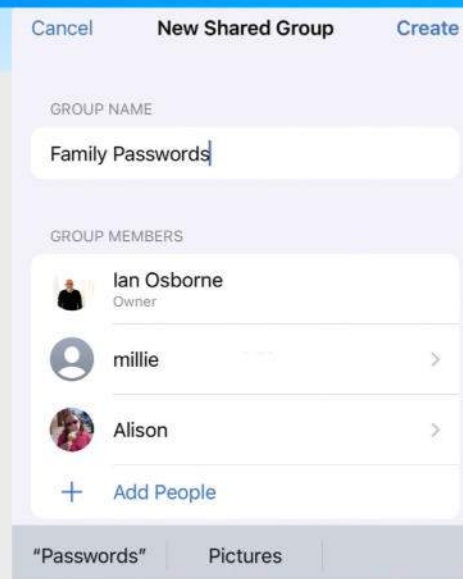 Cancel New Shared Group Create
GROUP NAME
Family Passwords
GROUP MEMBERS
Ian Osborne
Owner
millie
Alison
+ Add People
"Passwords" Pictures